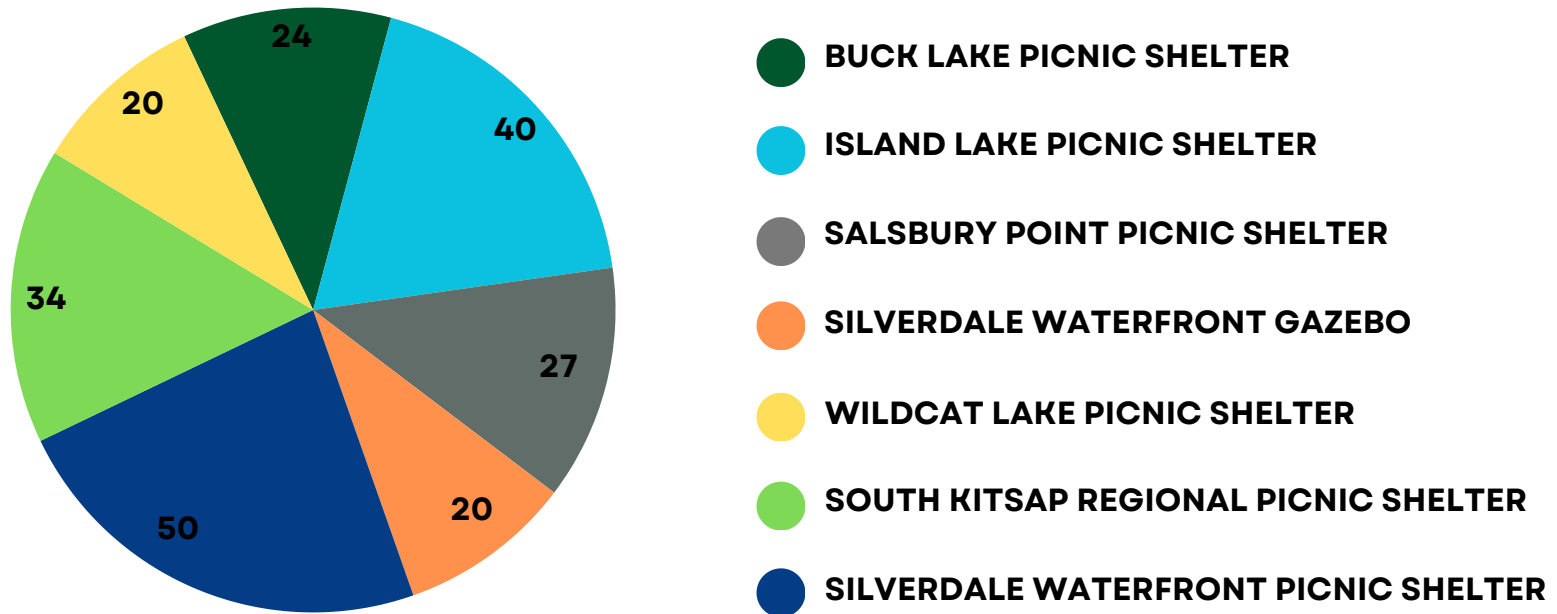 24
40
20
34
27
50
20
BUCK LAKE PICNIC SHELTER
ISLAND LAKE PICNIC SHELTER
SALSBURY POINT PICNIC SHELTER
SILVERDALE WATERFRONT GAZEBO
WILDCAT LAKE PICNIC SHELTER
SOUTH KITSAP REGIONAL PICNIC SHELTER
SILVERDALE WATERFRONT PICNIC SHELTER